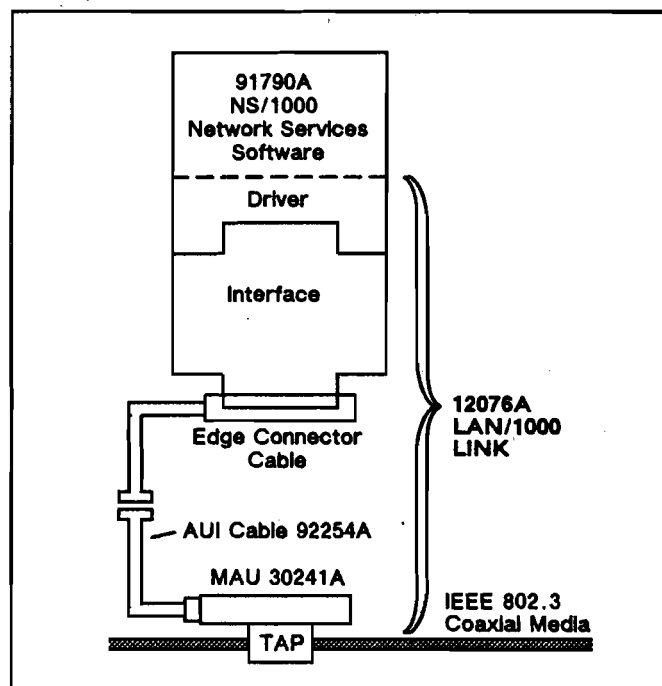 91790A
NS/1000
Network Services
Software
Driver
Interface
Edge Connector
Cable
12076A
LAN/1000
LINK
AUI Cable 92254A
MAU 30241A
IEEE 802.3
Coaxial Media
TAP